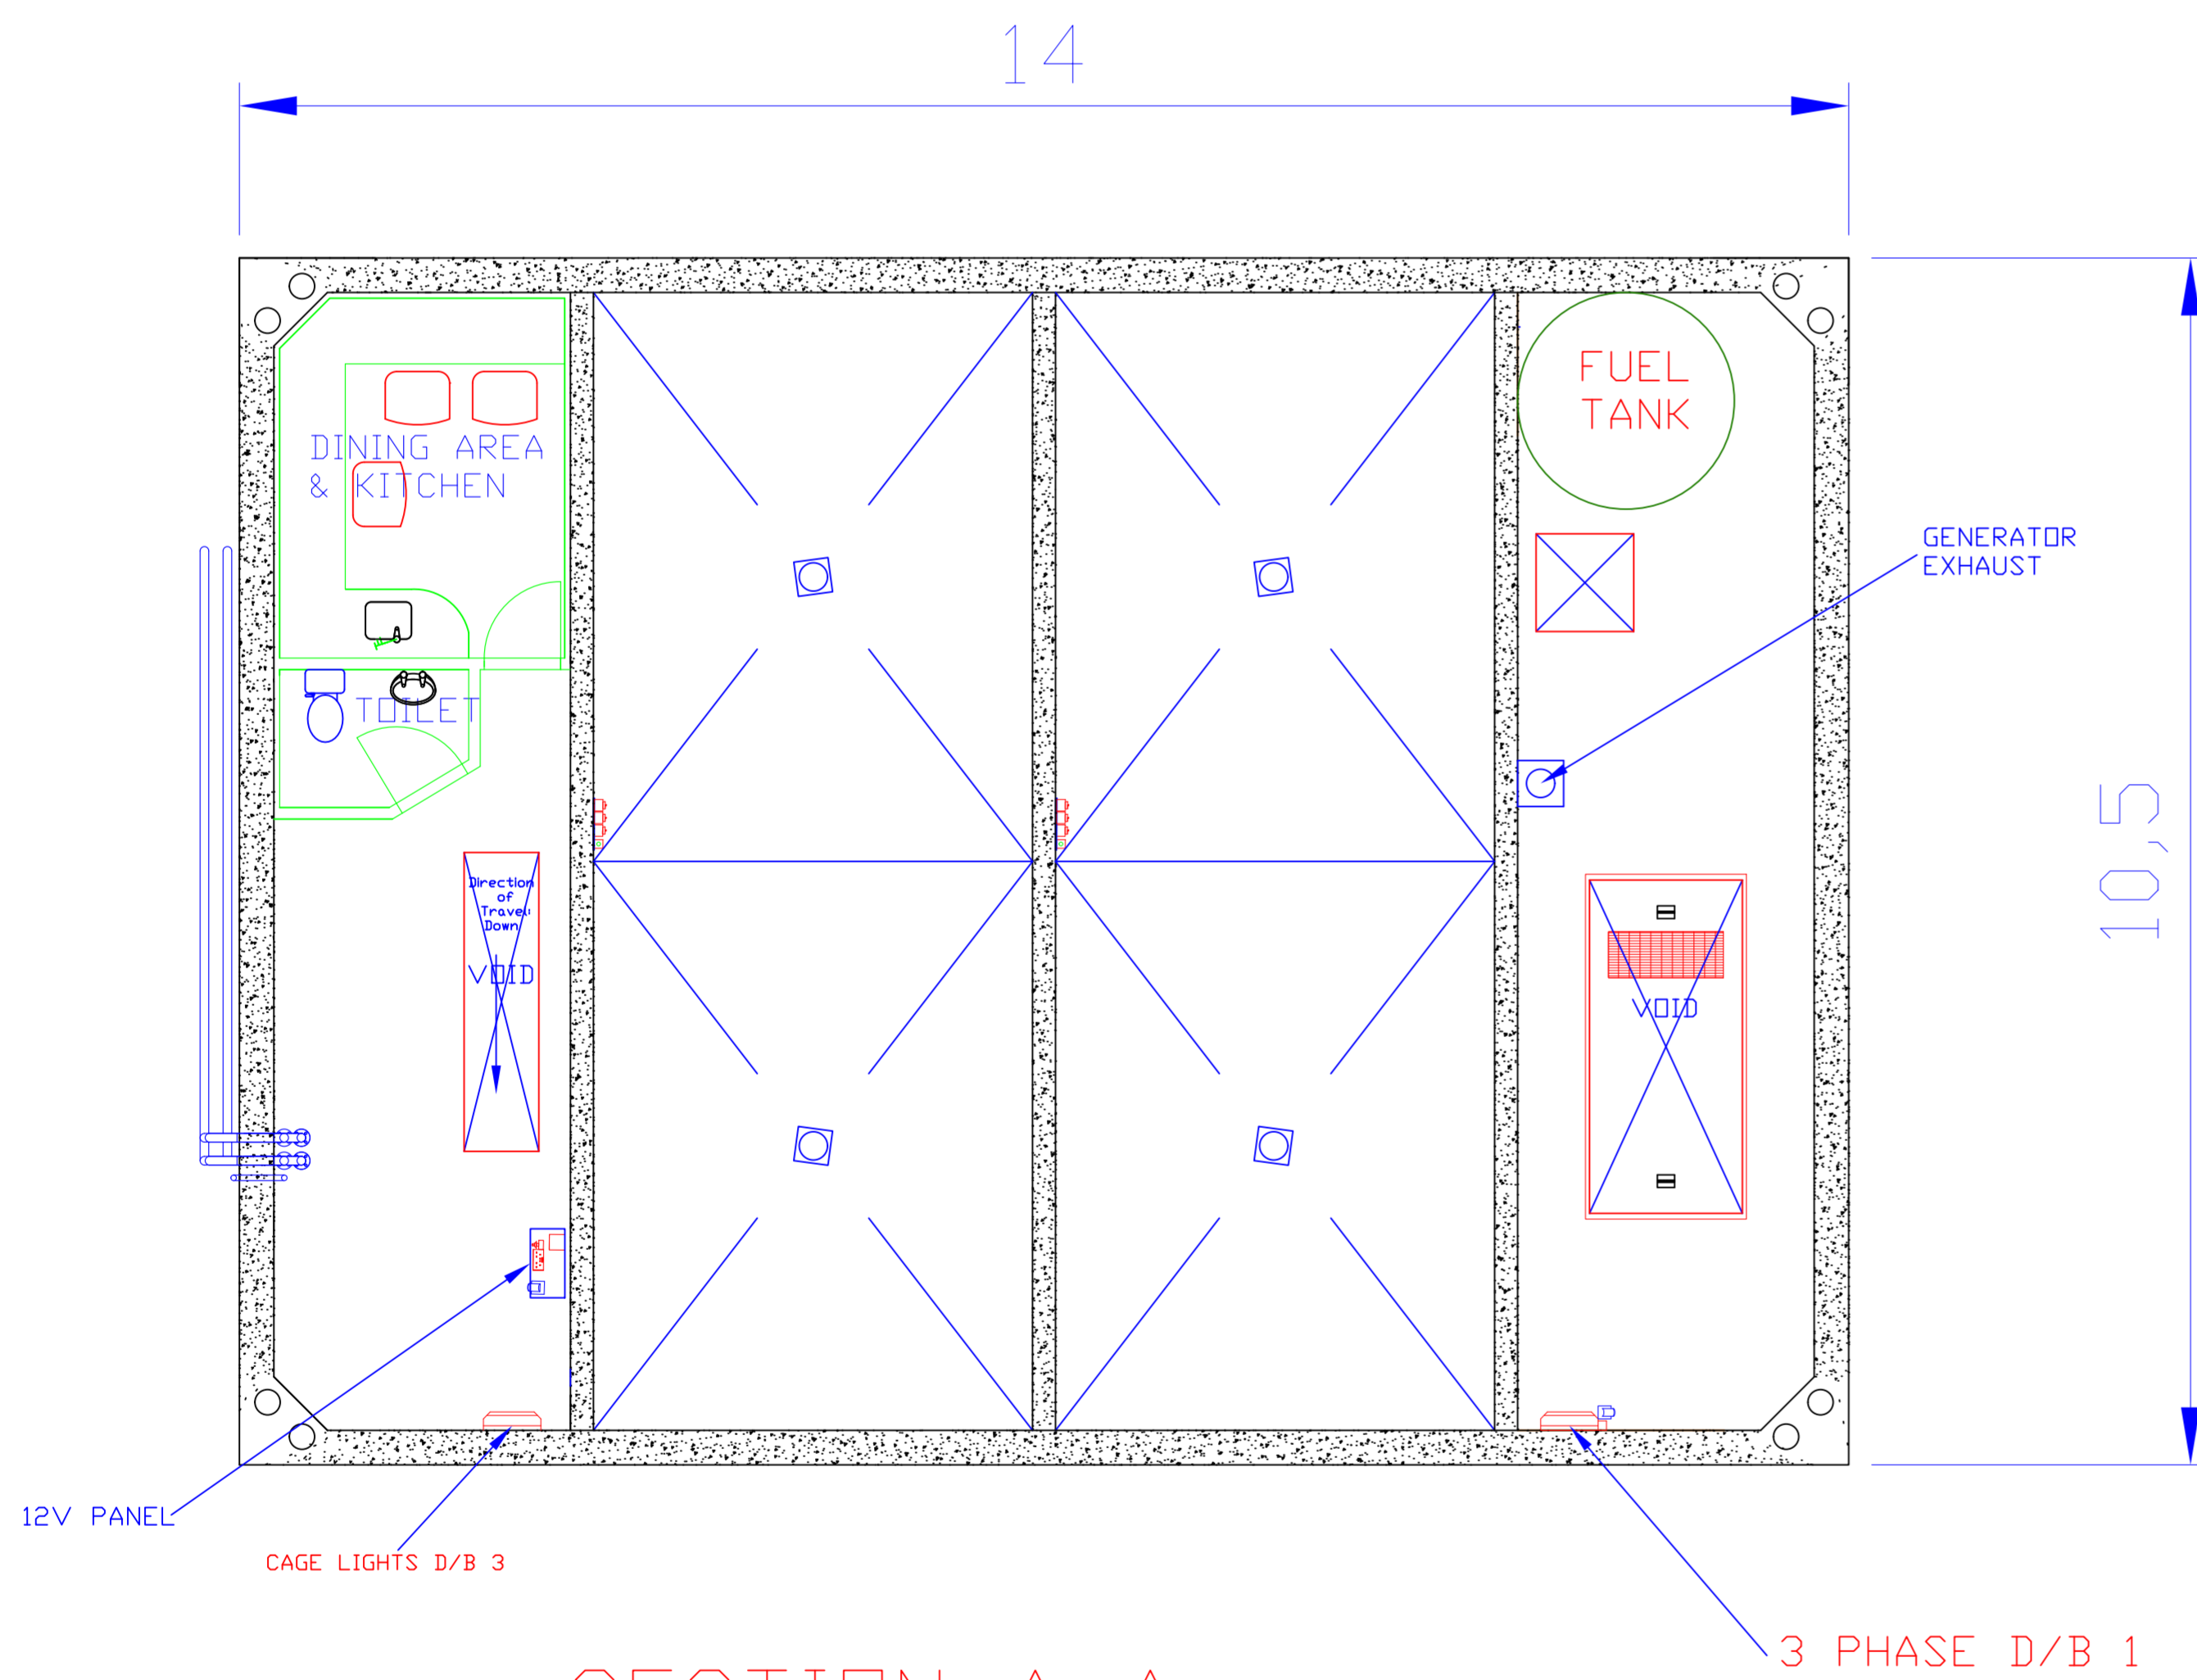 14
FUEL
TANK
DINING AREA
& KITCHEN
GENERATOR
EXHAUST
TOILET
10,5
Direction
of
Travel:
Down
VOID
VOID
12V PANEL
CAGE LIGHTS D/B 3
3 PHASE D/B 1